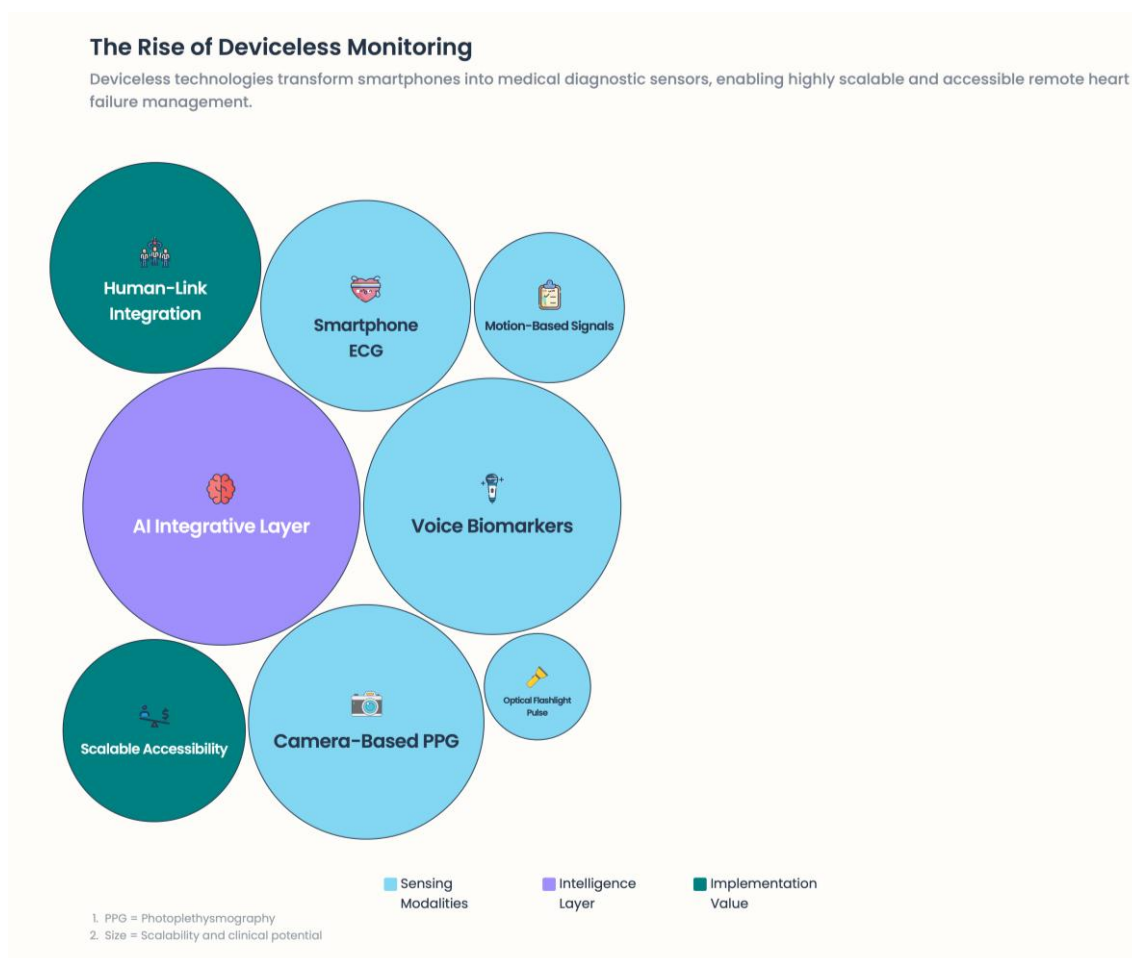 The Rise of Deviceless Monitoring
Deviceless technologies transform smartphones into medical diagnostic sensors, enabling highly scalable and accessible remote heart
failure management.
Human-Link
Integration
Smartphone
ECG
Motion-Based Signals
AI Integrative Layer
Voice Biomarkers
Optical Flashlight
Pulse
Camera-Based PPG
Scalable Accessibility
Sensing
Modalities
Intelligence
Layer
Implementation
Value
1. PPG = Photoplethysmography
2. Size = Scalability and clinical potential